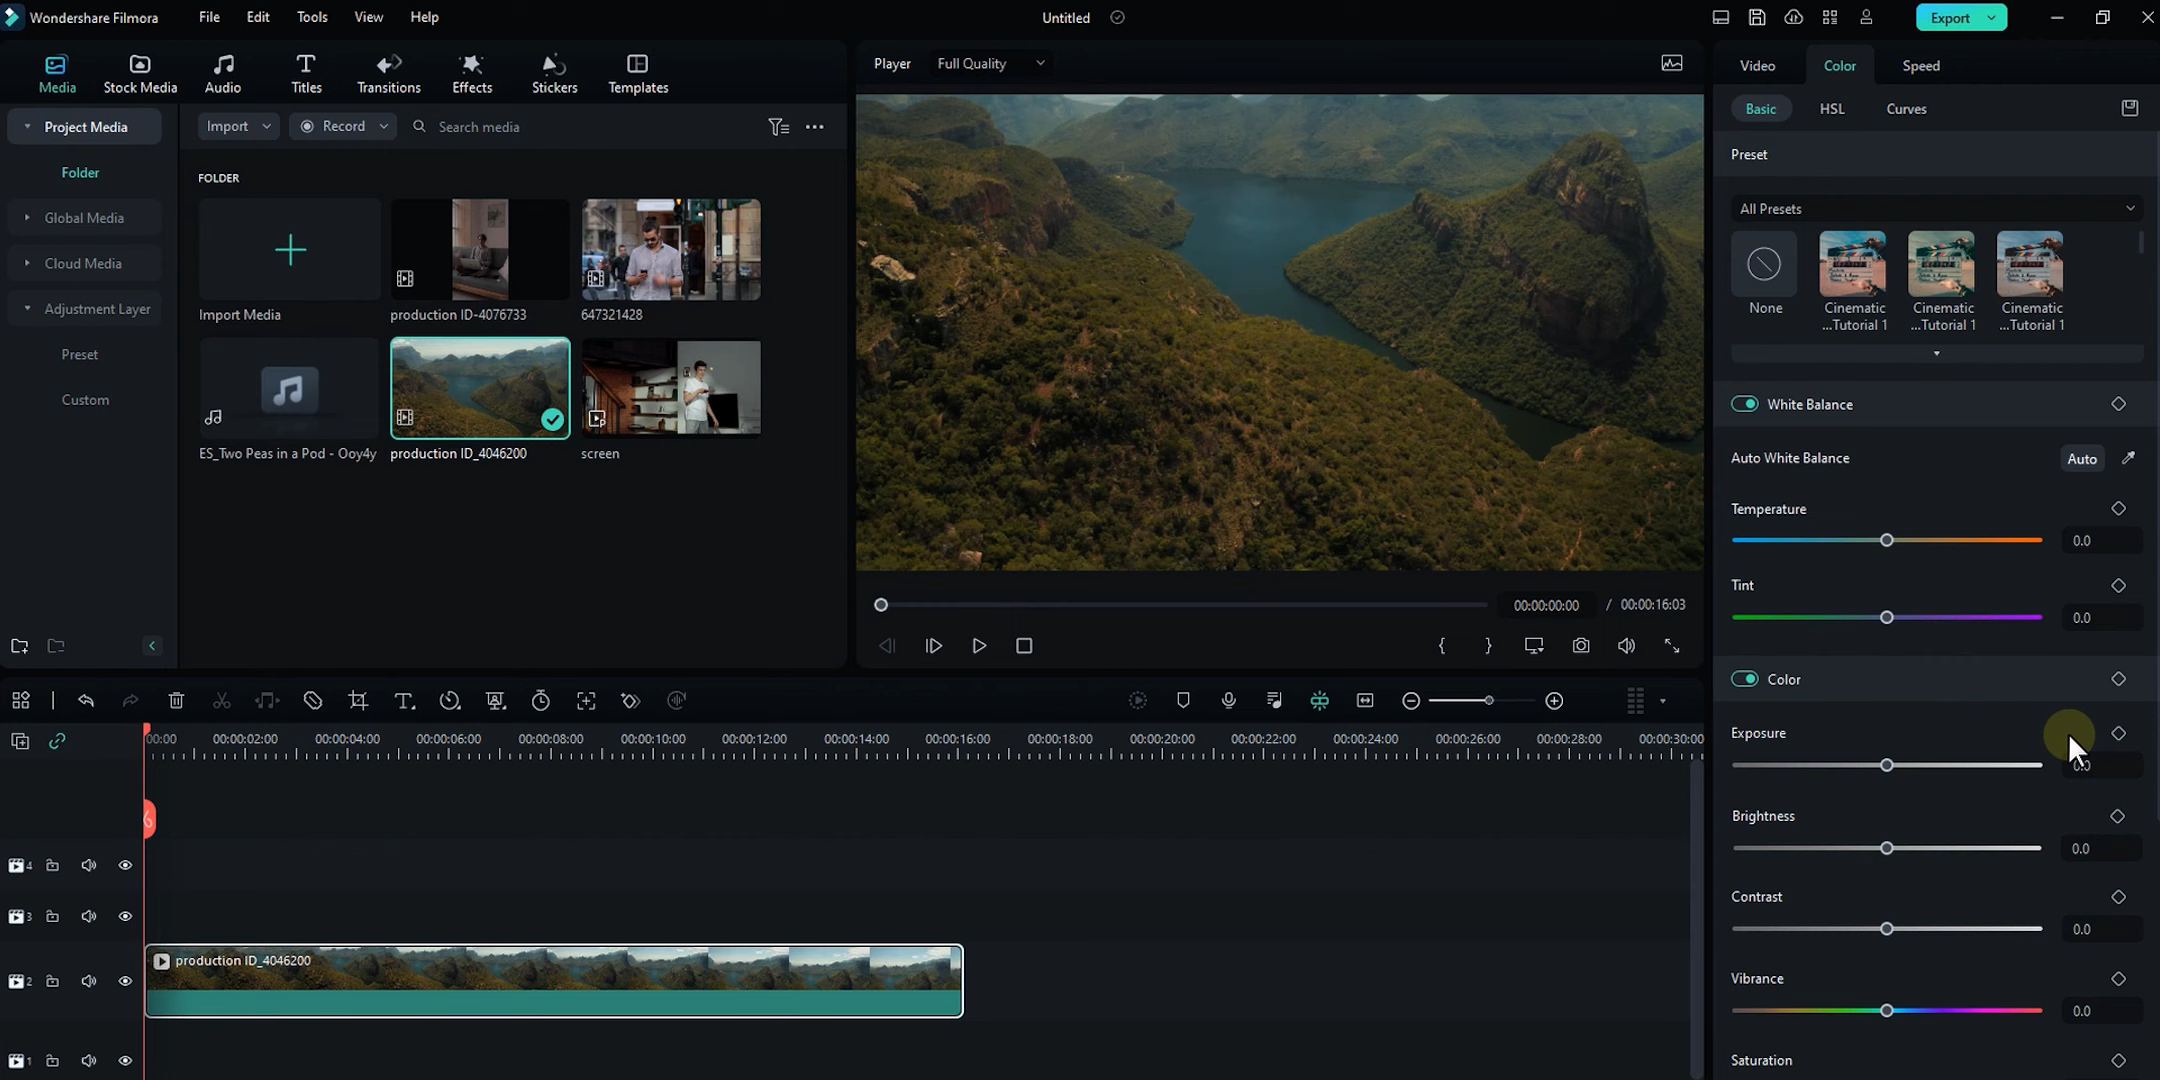 Wondershare Filmora File Edit Tools View Help Untitled Export
Media Stock Media Audio Titles Transitions Effects Stickers Templates
Project Media
Folder
Global Media
Cloud Media
Adjustment Layer
Preset
Custom
Import Record Search media
FOLDER
Import Media production ID-4076733 647321428
ES_Two Peas in a Pod - Ooy4y production ID_4046200 screen
Player Full Quality
00:00:00:00 / 00:00:16:03
Video Color Speed
Basic HSL Curves
Preset
All Presets
None Cinematic Cinematic Cinematic
...Tutorial 1 ...Tutorial 1 ...Tutorial 1
White Balance
Auto White Balance Auto
Temperature
0.0
Tint
0.0
Color
Exposure
0.0
Brightness
0.0
Contrast
0.0
Vibrance
0.0
Saturation
00:00 00:00:02:00 00:00:04:00 00:00:06:00 00:00:08:00 00:00:10:00 00:00:12:00 00:00:14:00 00:00:16:00 00:00:18:00 00:00:20:00 00:00:22:00 00:00:24:00 00:00:26:00 00:00:28:00 00:00:30:00
4
3
production ID_4046200
2
1